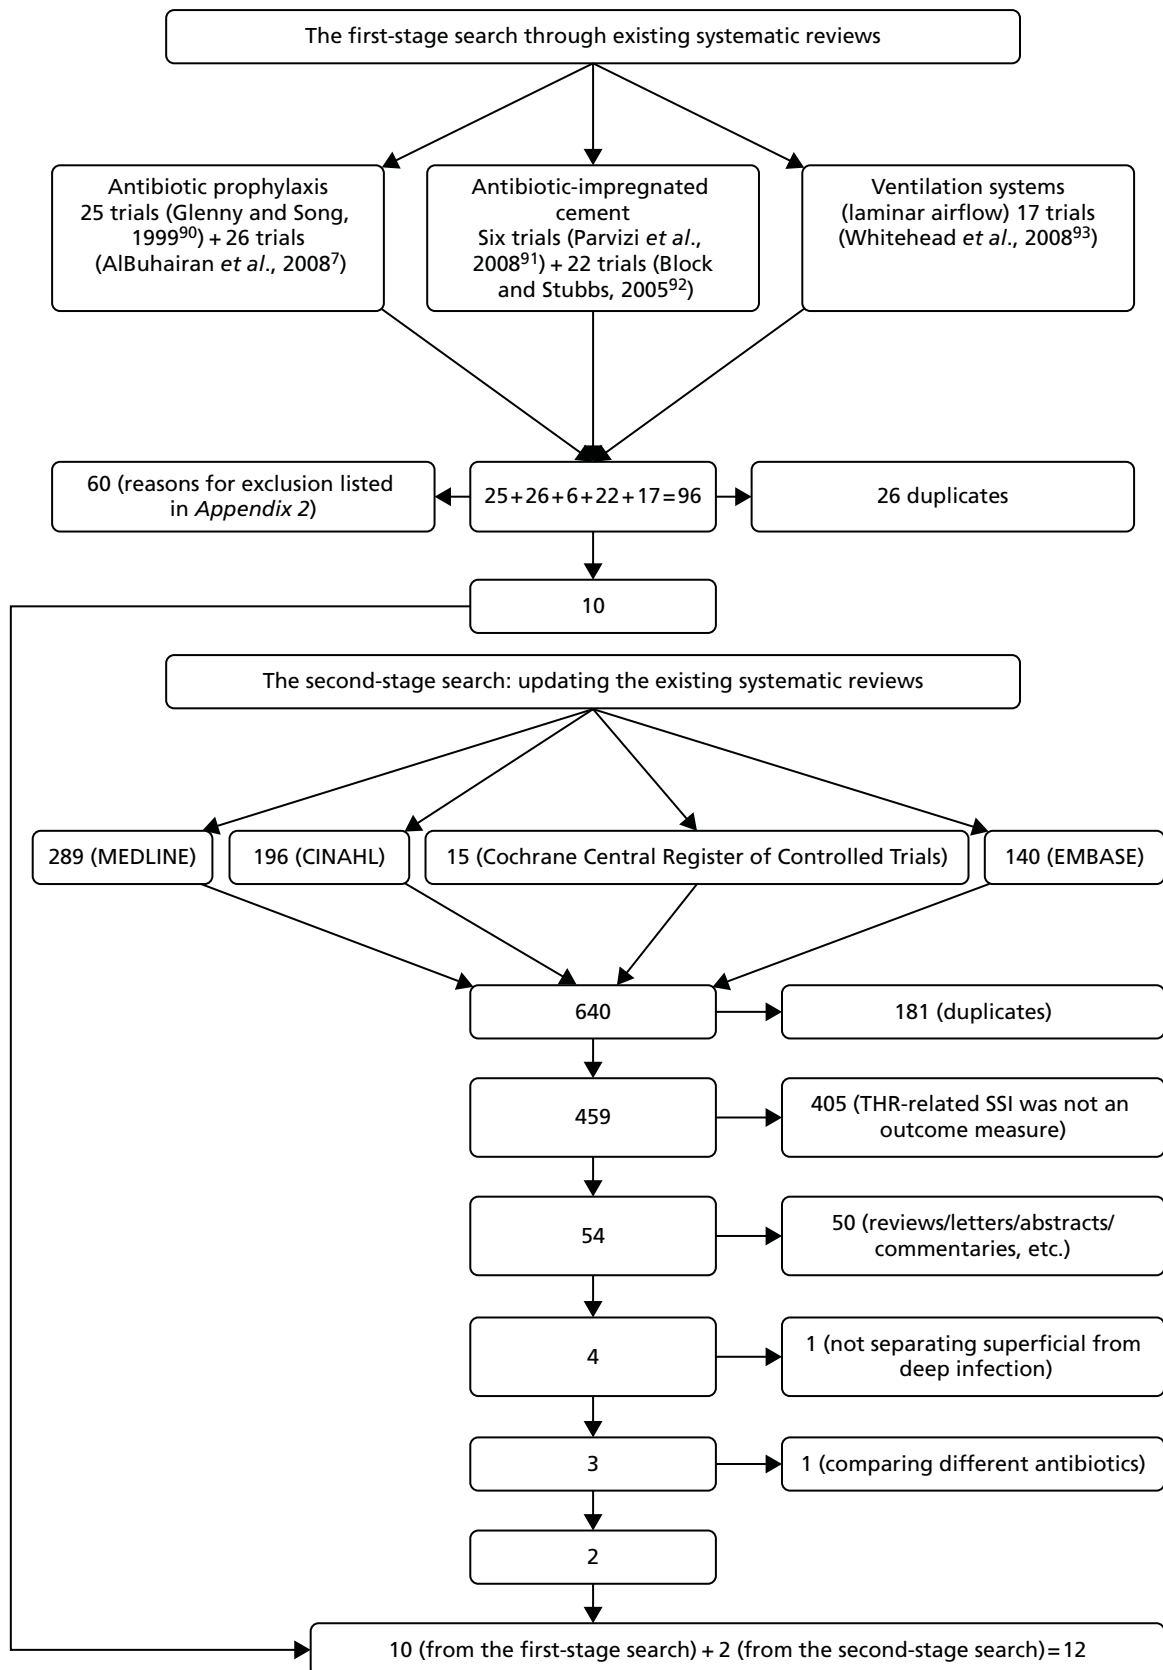 The first-stage search through existing systematic reviews
Antibiotic prophylaxis
25 trials (Glenny and Song,
1999⁹⁰) + 26 trials
(AlBuhairan et al., 2008⁷)
Antibiotic-impregnated
cement
Six trials (Parvizi et al.,
2008⁹¹) + 22 trials (Block
and Stubbs, 2005⁹²)
Ventilation systems
(laminar airflow) 17 trials
(Whitehead et al., 2008⁹³)
60 (reasons for exclusion listed
in Appendix 2)
25+26+6+22+17=96
26 duplicates
10
The second-stage search: updating the existing systematic reviews
289 (MEDLINE)
196 (CINAHL)
15 (Cochrane Central Register of Controlled Trials)
140 (EMBASE)
640
181 (duplicates)
459
405 (THR-related SSI was not an
outcome measure)
54
50 (reviews/letters/abstracts/
commentaries, etc.)
4
1 (not separating superficial from
deep infection)
3
1 (comparing different antibiotics)
2
10 (from the first-stage search) + 2 (from the second-stage search) = 12